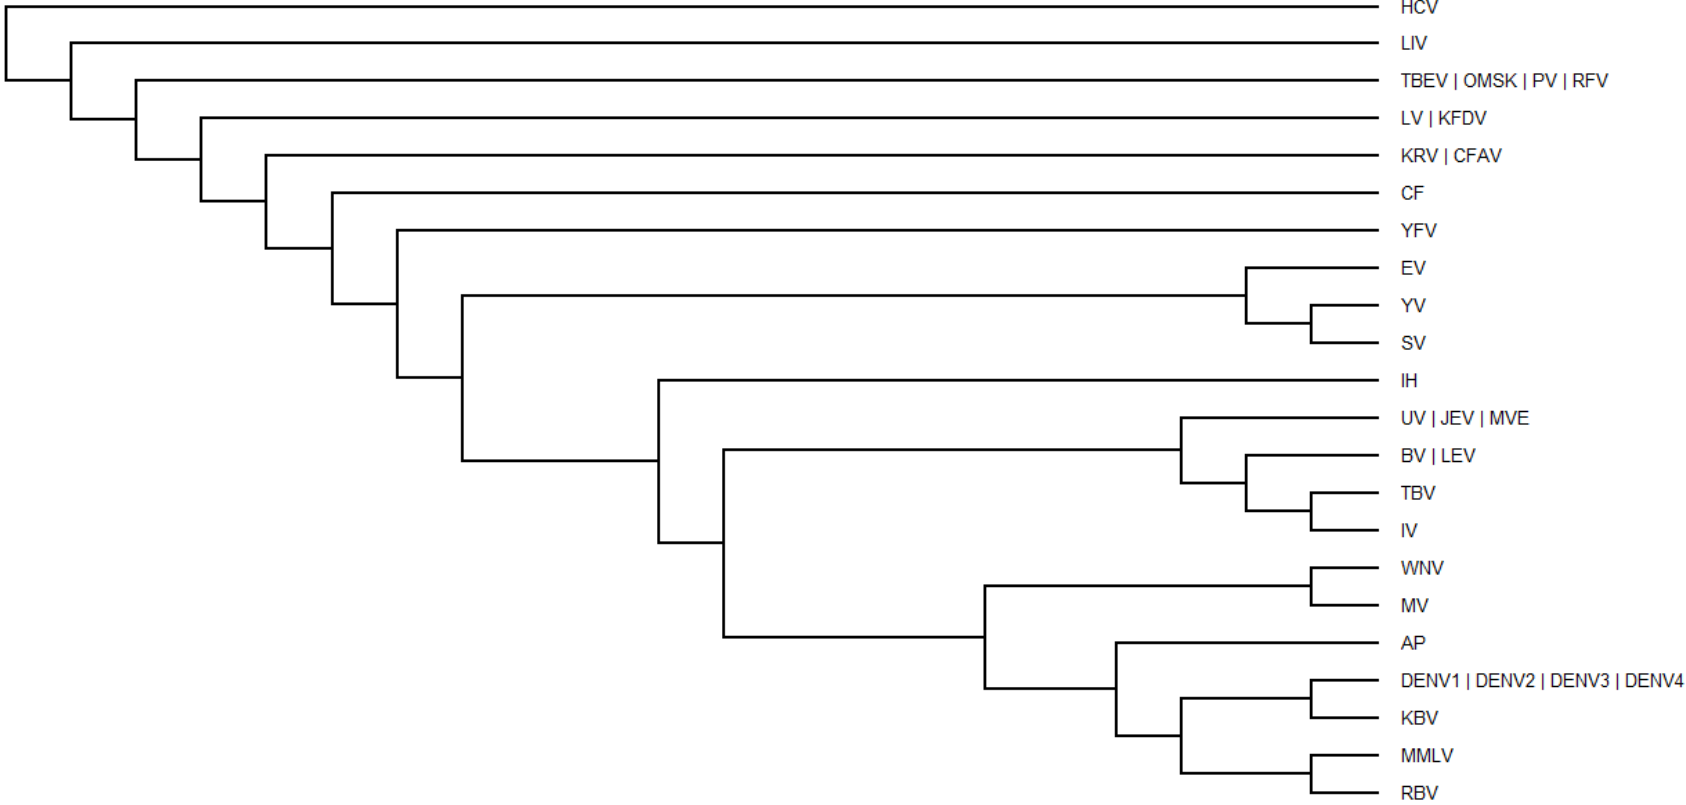 HCV
LIV
TBEV | OMSK | PV | RFV
LV | KFDV
KRV | CFAV
CF
YFV
EV
YV
SV
IH
UV | JEV | MVE
BV | LEV
TBV
IV
WNV
MV
AP
DENV1 | DENV2 | DENV3 | DENV4
KBV
MMLV
RBV